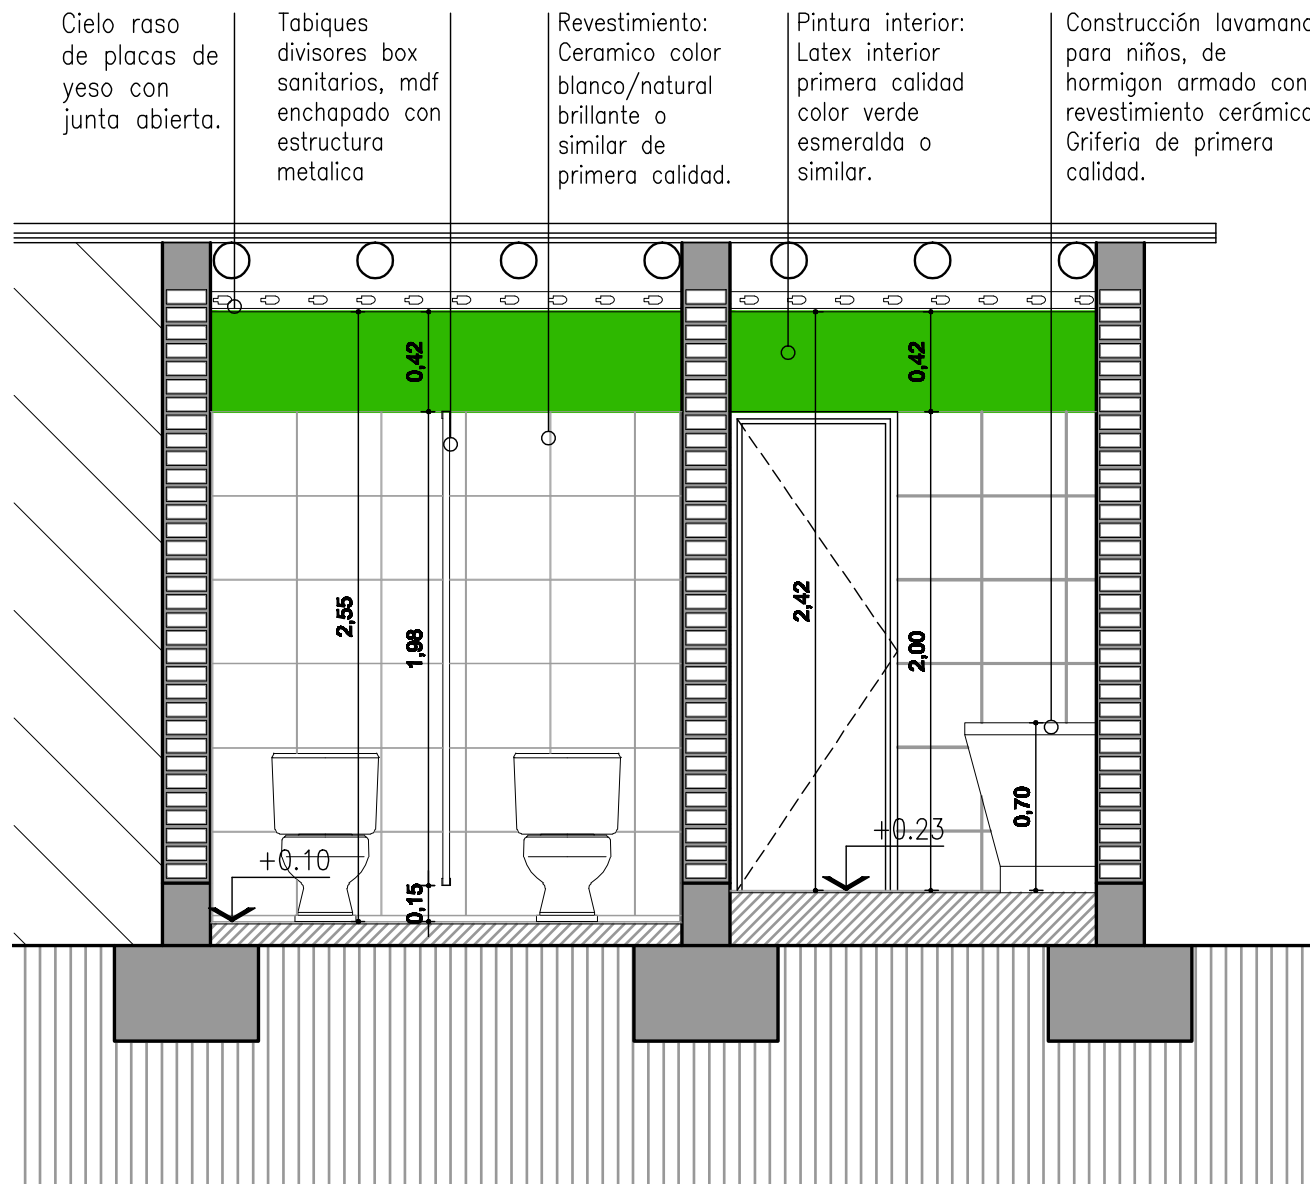 Cielo raso
de placas de
yeso con
junta abierta.
Tabiques
divisores box
sanitarios, mdf
enchapado con
estructura
metalica
Revestimiento:
Ceramico color
blanco/natural
brillante o
similar de
primera calidad.
Pintura interior:
Latex interior
primera calidad
color verde
esmeralda o
similar.
Construcción lavamano
para niños, de
hormigon armado con
revestimiento cerámico
Griferia de primera
calidad.
0,42
0,42
2,55
1,98
2,42
2,00
0,70
+0.23
+0.10
0,15